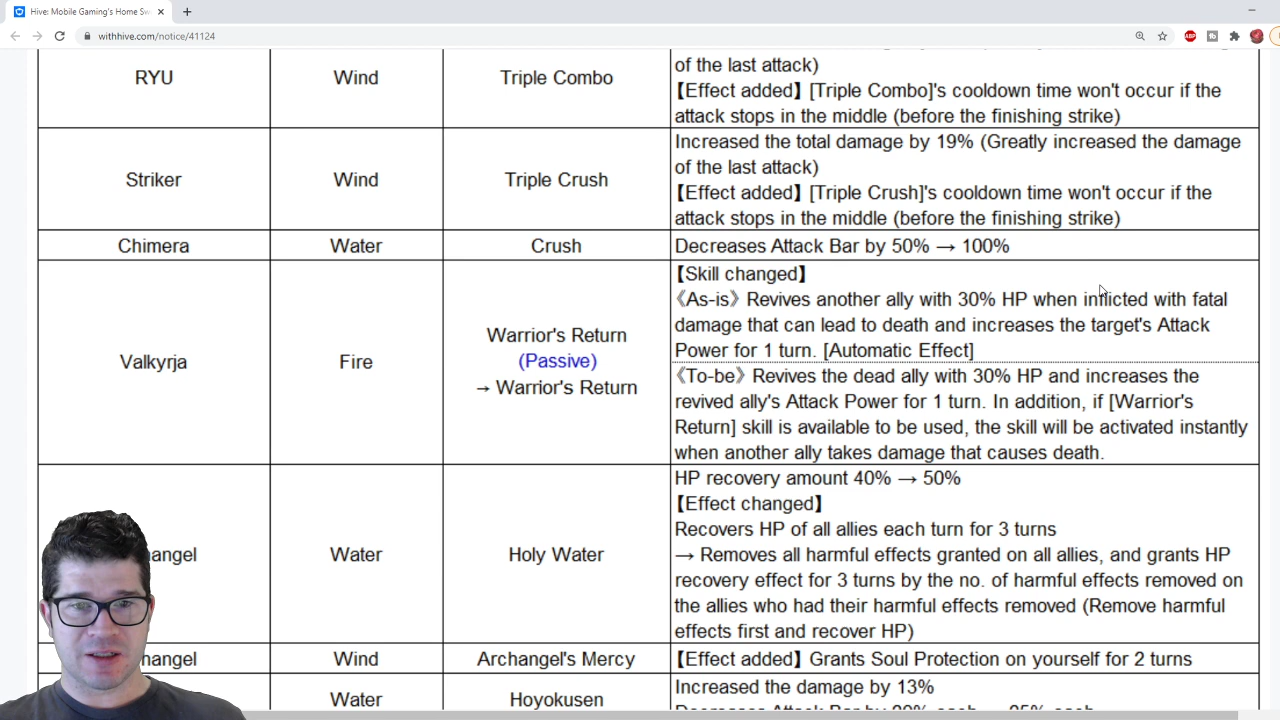 Hive: Mobile Gaming's Home Sw
withhive.com/notice/41124
of the last attack)
RYU Wind Triple Combo 【Effect added】 [Triple Combo]'s cooldown time won't occur if the
attack stops in the middle (before the finishing strike)
Increased the total damage by 19% (Greatly increased the damage
of the last attack)
Striker Wind Triple Crush 【Effect added】 [Triple Crush]'s cooldown time won't occur if the
attack stops in the middle (before the finishing strike)
Chimera Water Crush Decreases Attack Bar by 50% → 100%
【Skill changed】
《As-is》 Revives another ally with 30% HP when inflicted with fatal
damage that can lead to death and increases the target's Attack
Power for 1 turn. [Automatic Effect]
Valkyrja Fire Warrior's Return
(Passive)
→ Warrior's Return
《To-be》 Revives the dead ally with 30% HP and increases the
revived ally's Attack Power for 1 turn. In addition, if [Warrior's
Return] skill is available to be used, the skill will be activated instantly
when another ally takes damage that causes death.
HP recovery amount 40% → 50%
【Effect changed】
Recovers HP of all allies each turn for 3 turns
hangel Water Holy Water → Removes all harmful effects granted on all allies, and grants HP
recovery effect for 3 turns by the no. of harmful effects removed on
the allies who had their harmful effects removed (Remove harmful
effects first and recover HP)
hangel Wind Archangel's Mercy 【Effect added】 Grants Soul Protection on yourself for 2 turns
Water Hoyokusen Increased the damage by 13%